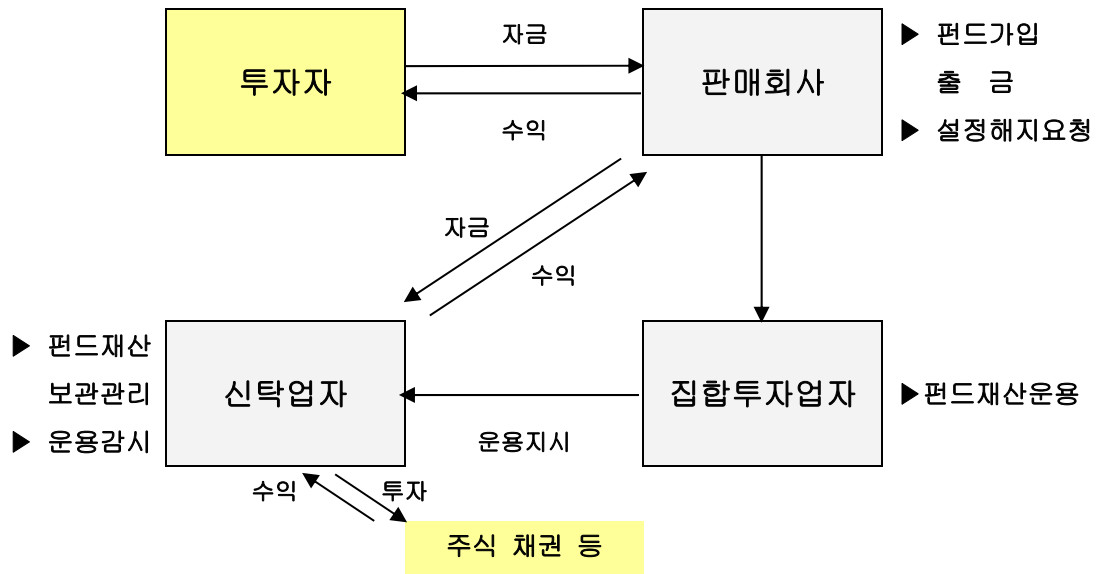 자금
투자자
판매회사
▶ 펀드가입
출 금
▶ 설정해지요청
수익
자금
수익
▶ 펀드재산
보관관리
▶ 운용감시
신탁업자
집합투자업자
▶펀드재산운용
운용지시
수익
투자
주식 채권 등